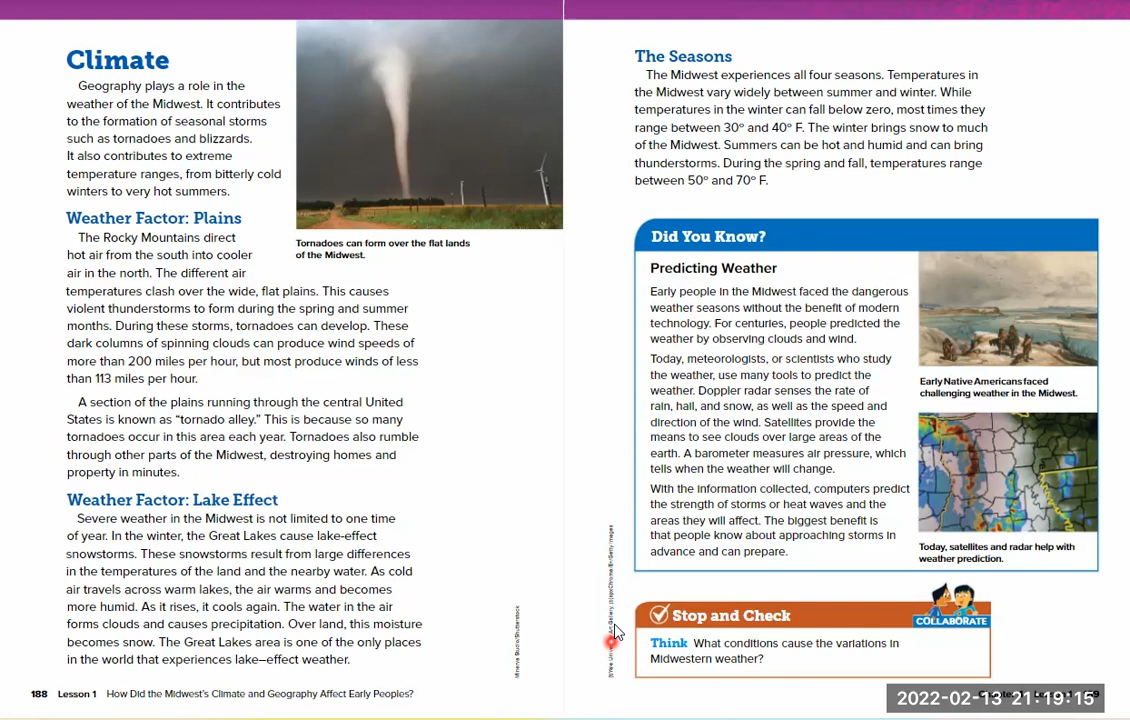 Climate
Geography plays a role in the
weather of the Midwest. It contributes
to the formation of seasonal storms
such as tornadoes and blizzards.
It also contributes to extreme
temperature ranges, from bitterly cold
winters to very hot summers.
Weather Factor: Plains
The Rocky Mountains direct
hot air from the south into cooler
air in the north. The different air
temperatures clash over the wide, flat plains. This causes
violent thunderstorms to form during the spring and summer
months. During these storms, tornadoes can develop. These
dark columns of spinning clouds can produce wind speeds of
more than 200 miles per hour, but most produce winds of less
than 113 miles per hour.
A section of the plains running through the central United
States is known as “tornado alley.” This is because so many
tornadoes occur in this area each year. Tornadoes also rumble
through other parts of the Midwest, destroying homes and
property in minutes.
Weather Factor: Lake Effect
Severe weather in the Midwest is not limited to one time
of year. In the winter, the Great Lakes cause lake-effect
snowstorms. These snowstorms result from large differences
in the temperatures of the land and the nearby water. As cold
air travels across warm lakes, the air warms and becomes
more humid. As it rises, it cools again. The water in the air
forms clouds and causes precipitation. Over land, this moisture
becomes snow. The Great Lakes area is one of the only places
in the world that experiences lake–effect weather.
Tornadoes can form over the flat lands
of the Midwest.
Minerva Studio/Shutterstock
188 Lesson 1 How Did the Midwest's Climate and Geography Affect Early Peoples?
The Seasons
The Midwest experiences all four seasons. Temperatures in
the Midwest vary widely between summer and winter. While
temperatures in the winter can fall below zero, most times they
range between 30° and 40° F. The winter brings snow to much
of the Midwest. Summers can be hot and humid and can bring
thunderstorms. During the spring and fall, temperatures range
between 50° and 70° F.
Did You Know?
Predicting Weather
Early people in the Midwest faced the dangerous
weather seasons without the benefit of modern
technology. For centuries, people predicted the
weather by observing clouds and wind.
Today, meteorologists, or scientists who study
the weather, use many tools to predict the
weather. Doppler radar senses the rate of
rain, hail, and snow, as well as the speed and
direction of the wind. Satellites provide the
means to see clouds over large areas of the
earth. A barometer measures air pressure, which
tells when the weather will change.
With the information collected, computers predict
the strength of storms or heat waves and the
areas they will affect. The biggest benefit is
that people know about approaching storms in
advance and can prepare.
Early Native Americans faced
challenging weather in the Midwest.
Today, satellites and radar help with
weather prediction.
Stop and Check
COLLABORATE
Think What conditions cause the variations in
Midwestern weather?
2022-02-13 21:19:15